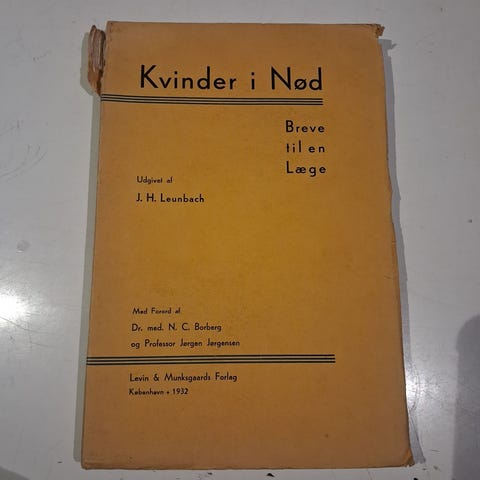 Kvinder i Nød
Breve
til en
Læge
Udgivet af
J. H. Leunbach
Med Forord af
Dr. med. N. C. Borberg
og Professor Jørgen Jørgensen
Levin & Munksgaards Forlag
København + 1932